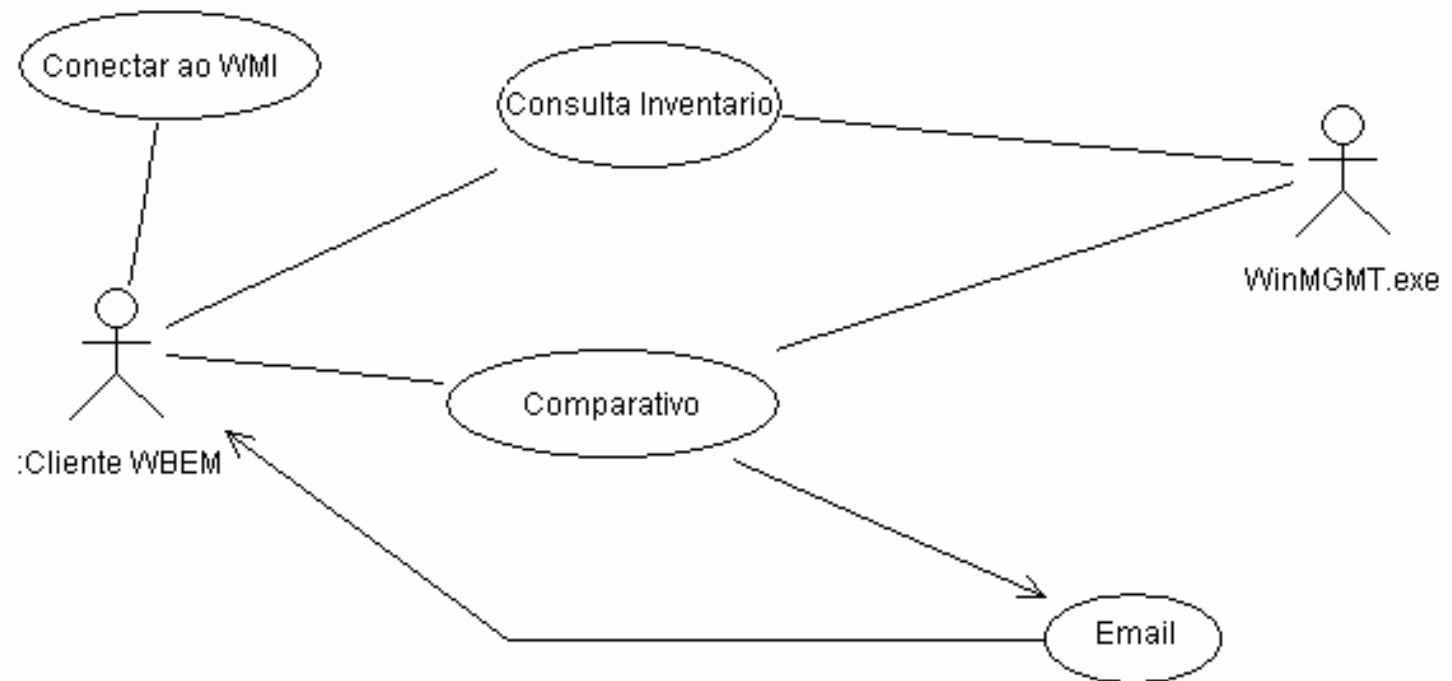 Conectar ao WMI
Consulta Inventario
WinMGMT.exe
Comparativo
:Cliente WBEM
Email